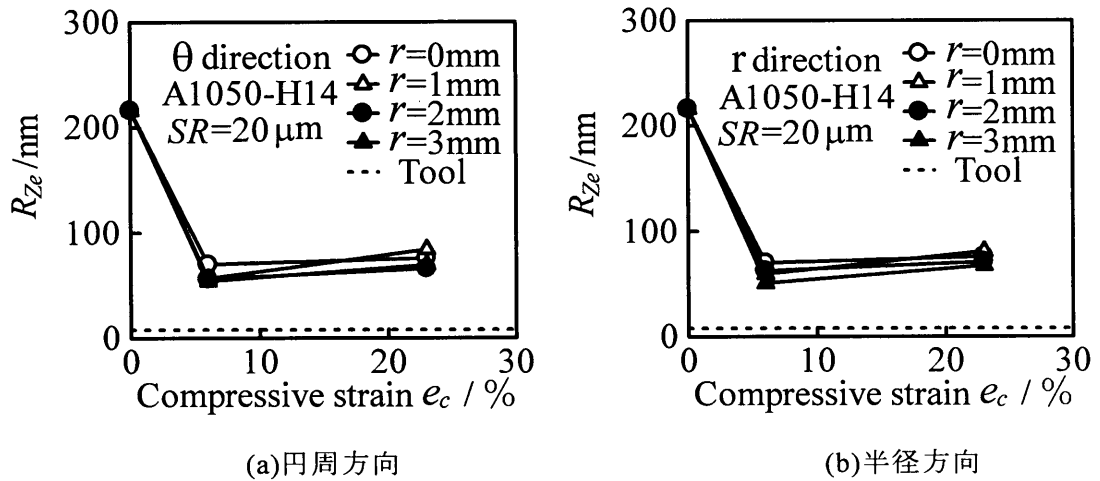 300
200
100
0
R_Ze /nm
θ direction
A1050-H14
SR=20 μm
r=0mm
r=1mm
r=2mm
r=3mm
Tool
0 10 20 30
Compressive strain e_c / %
(a)円周方向
300
200
100
0
R_Ze /nm
r direction
A1050-H14
SR=20 μm
r=0mm
r=1mm
r=2mm
r=3mm
Tool
0 10 20 30
Compressive strain e_c / %
(b)半径方向